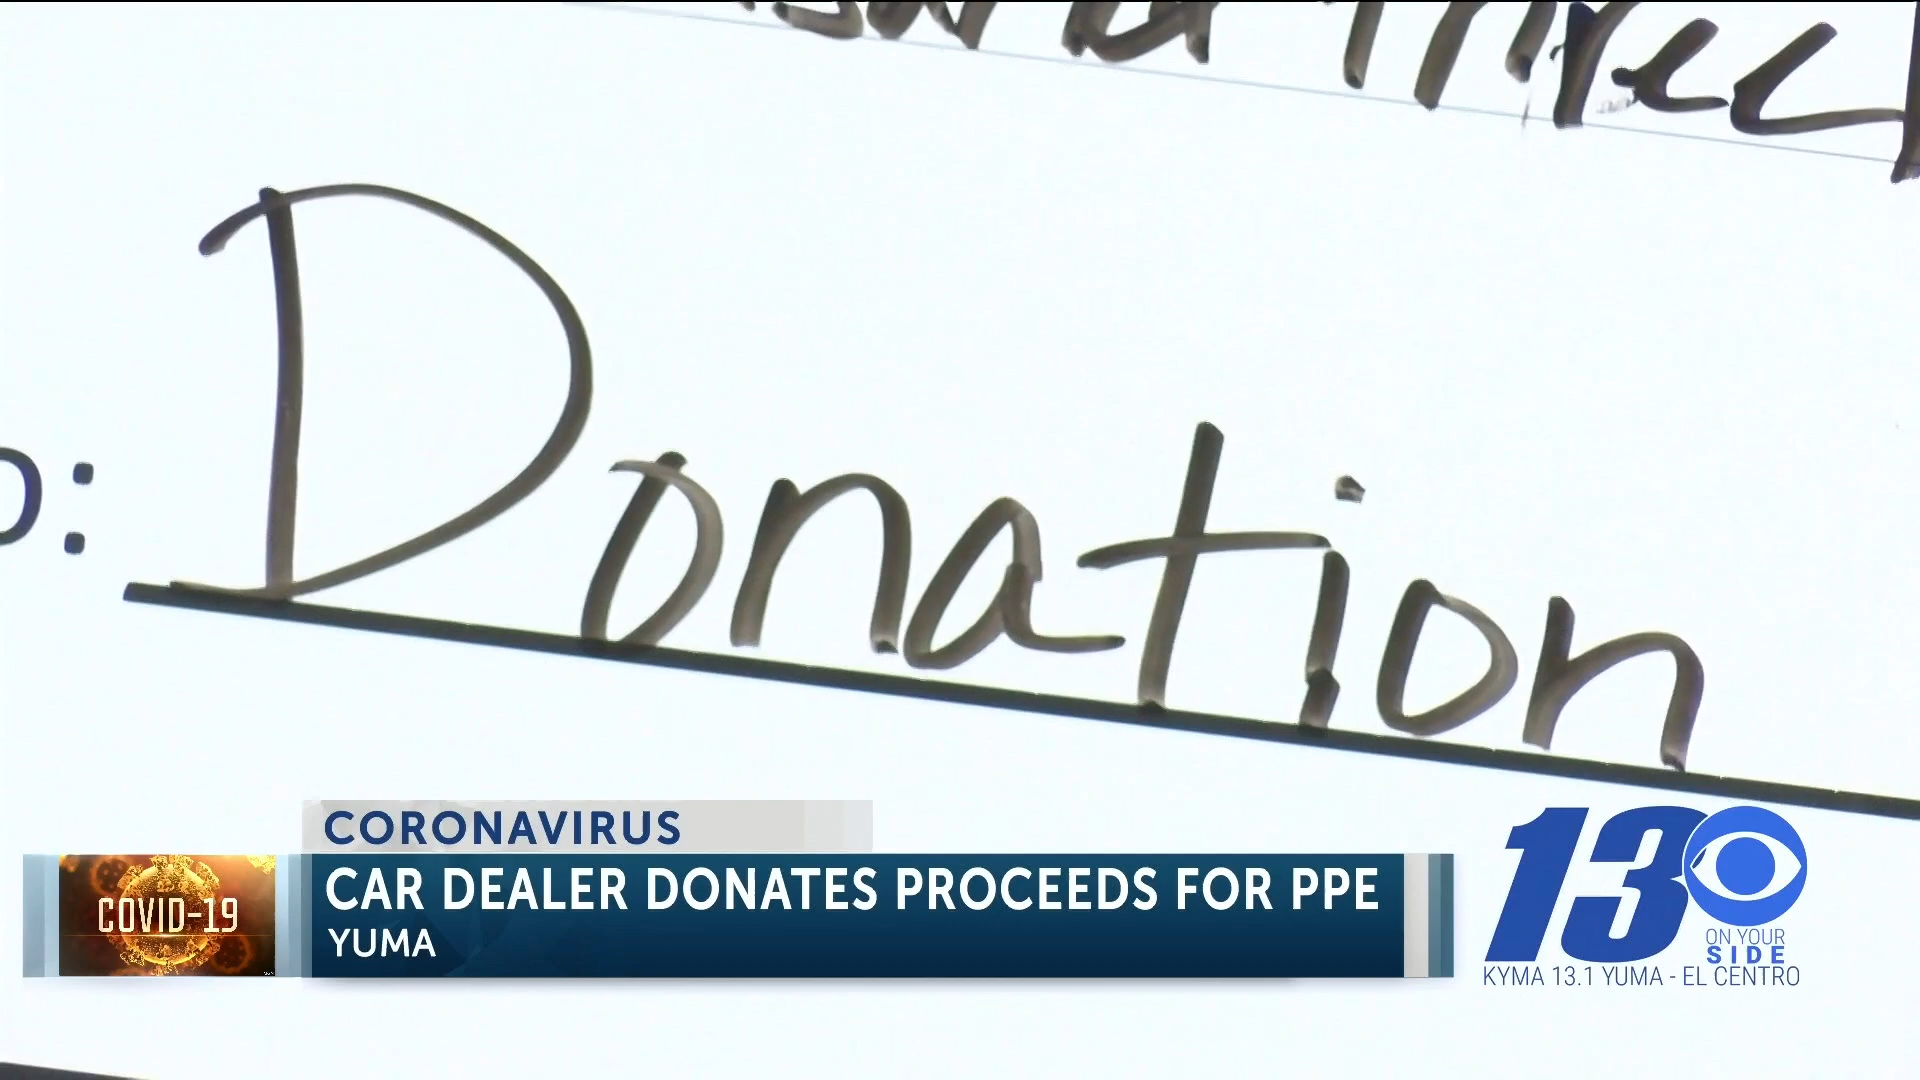 Donation
CORONAVIRUS
CAR DEALER DONATES PROCEEDS FOR PPE
YUMA
COVID-19
13
ON YOUR
SIDE
KYMA 13.1 YUMA - EL CENTRO